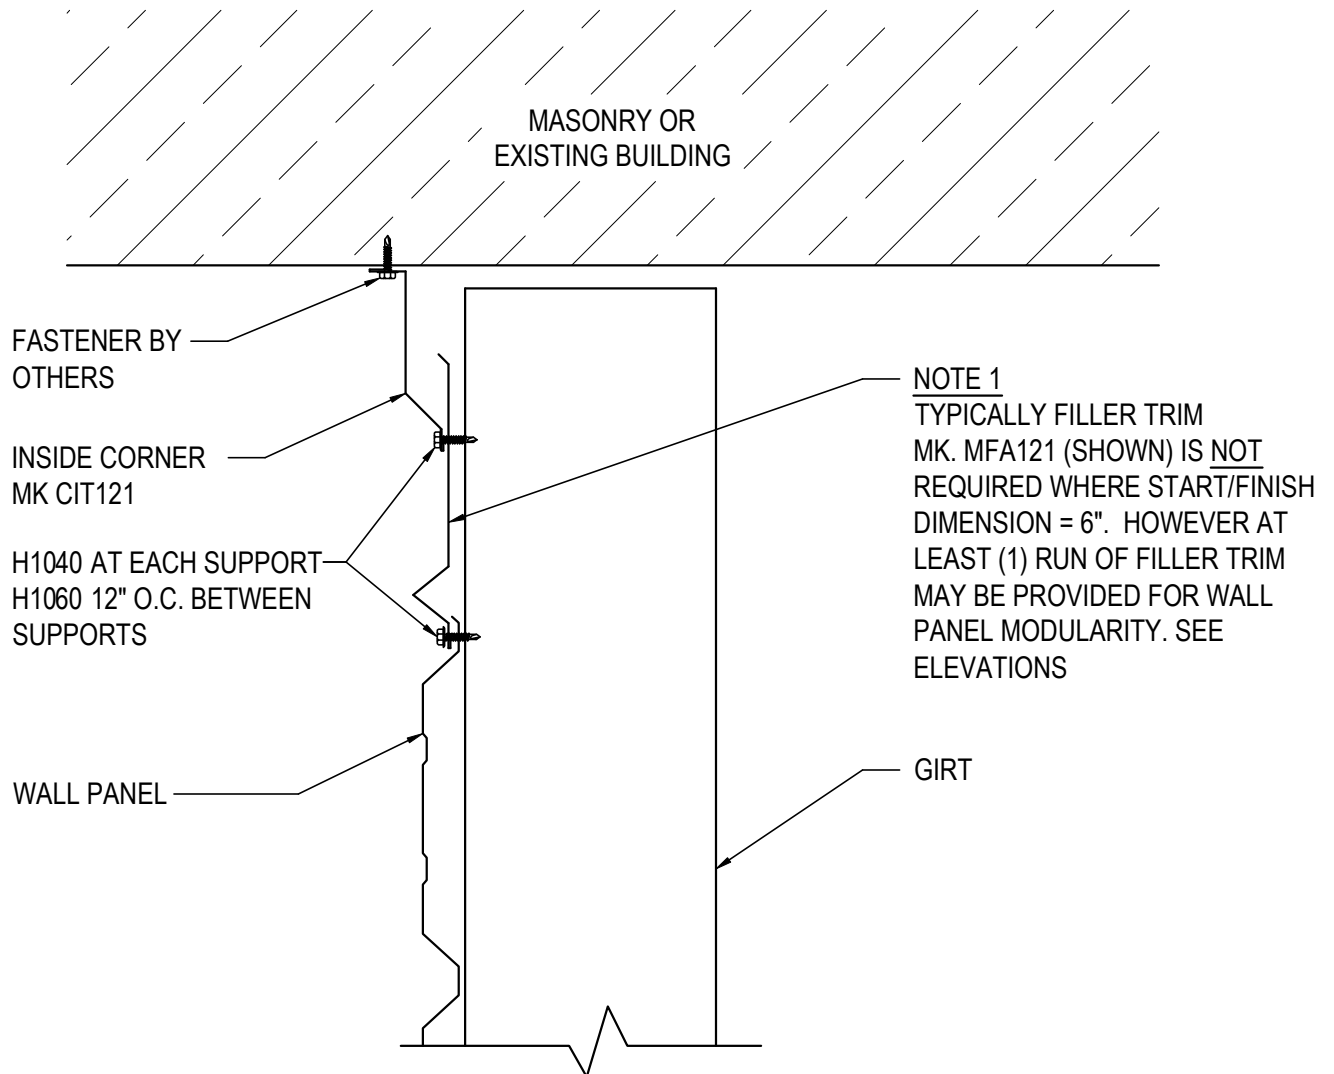 MASONRY OR
EXISTING BUILDING
FASTENER BY
OTHERS
INSIDE CORNER
MK CIT121
H1040 AT EACH SUPPORT
H1060 12" O.C. BETWEEN
SUPPORTS
WALL PANEL
NOTE 1
TYPICALLY FILLER TRIM
MK. MFA121 (SHOWN) IS NOT
REQUIRED WHERE START/FINISH
DIMENSION = 6". HOWEVER AT
LEAST (1) RUN OF FILLER TRIM
MAY BE PROVIDED FOR WALL
PANEL MODULARITY. SEE
ELEVATIONS
GIRT